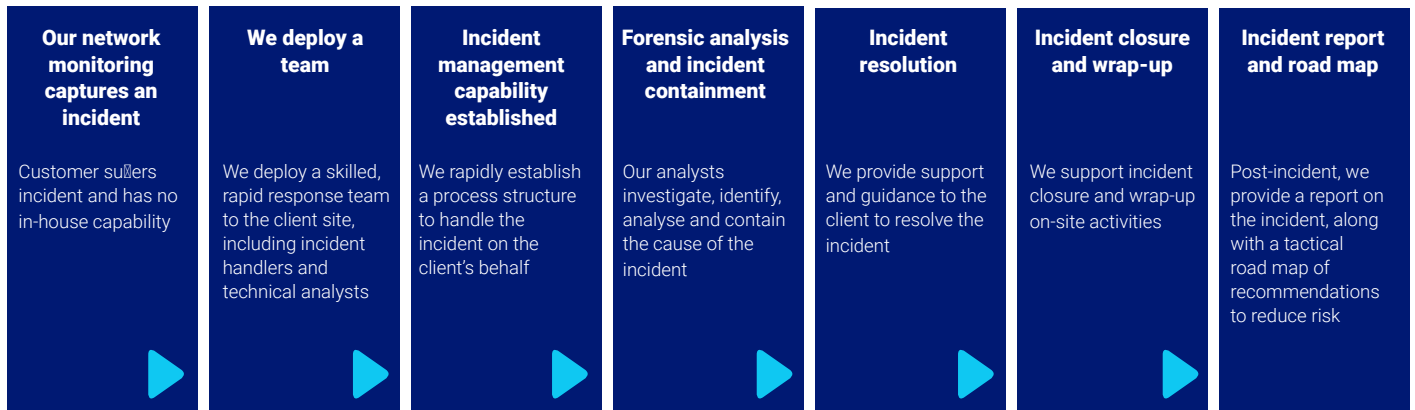 Our network
monitoring
captures an
incident
Customer su▯ers
incident and has no
in-house capability
We deploy a
team
We deploy a skilled,
rapid response team
to the client site,
including incident
handlers and
technical analysts
Incident
management
capability
established
We rapidly establish
a process structure
to handle the
incident on the
client’s behalf
Forensic analysis
and incident
containment
Our analysts
investigate, identify,
analyse and contain
the cause of the
incident
Incident
resolution
We provide support
and guidance to the
client to resolve the
incident
Incident closure
and wrap-up
We support incident
closure and wrap-up
on-site activities
Incident report
and road map
Post-incident, we
provide a report on
the incident, along
with a tactical
road map of
recommendations
to reduce risk